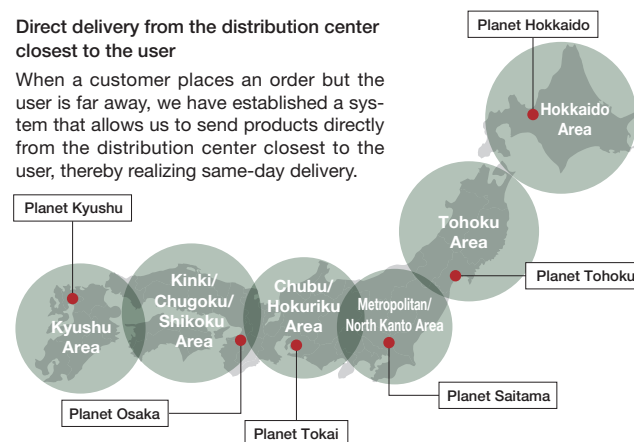 Direct delivery from the distribution center
closest to the user
When a customer places an order but the
user is far away, we have established a sys-
tem that allows us to send products directly
from the distribution center closest to the
user, thereby realizing same-day delivery.
Planet Hokkaido
Hokkaido
Area
Planet Kyushu
Tohoku
Area
Planet Tohoku
Kinki/
Chugoku/
Shikoku
Area
Chubu/
Hokuriku
Area
Metropolitan/
North Kanto Area
Kyushu
Area
Planet Saitama
Planet Osaka
Planet Tokai